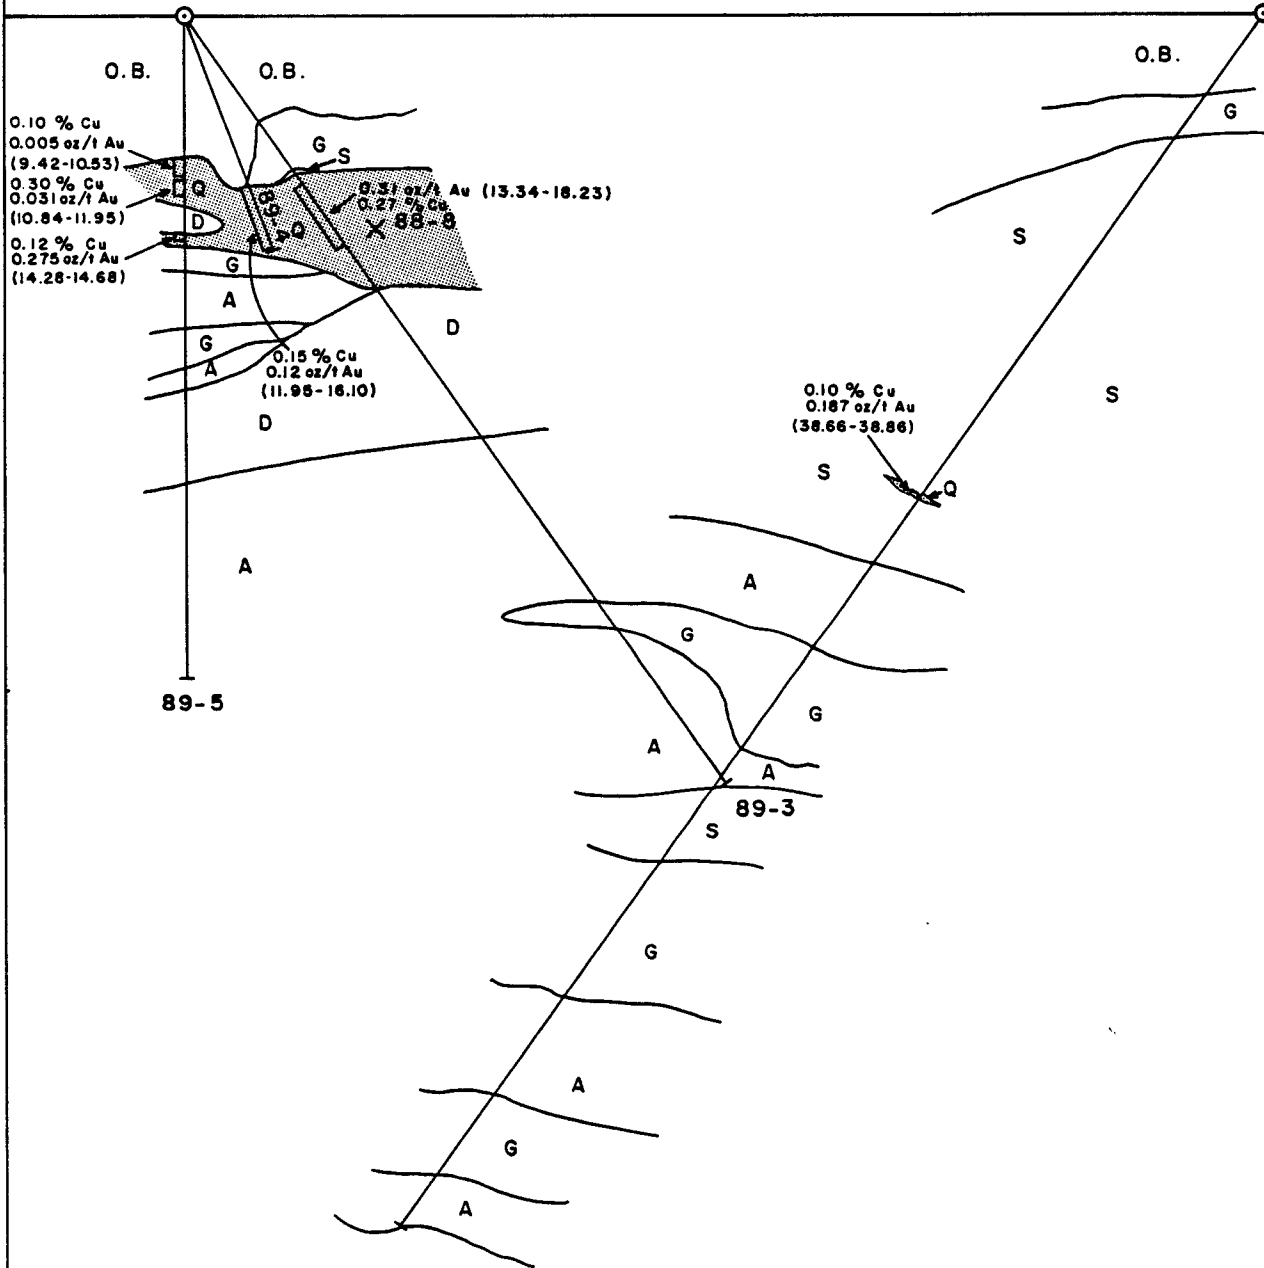 O.B.
O.B.
O.B.
G
0.10 % Cu
0.005 oz/t Au
(9.42-10.53)
0.30 % Cu
0.031 oz/t Au
(10.84-11.95)
0.12 % Cu
0.275 oz/t Au
(14.28-14.68)
G
S
Q
D
89-4
Q
0.31 oz/t Au (13.34-18.23)
0.27 % Cu
X 88-8
G
A
G
A
D
D
0.15 % Cu
0.12 oz/t Au
(11.95-16.10)
S
S
0.10 % Cu
0.187 oz/t Au
(38.66-38.86)
S
Q
A
A
G
89-5
G
A
A
89-3
S
G
A
G
A